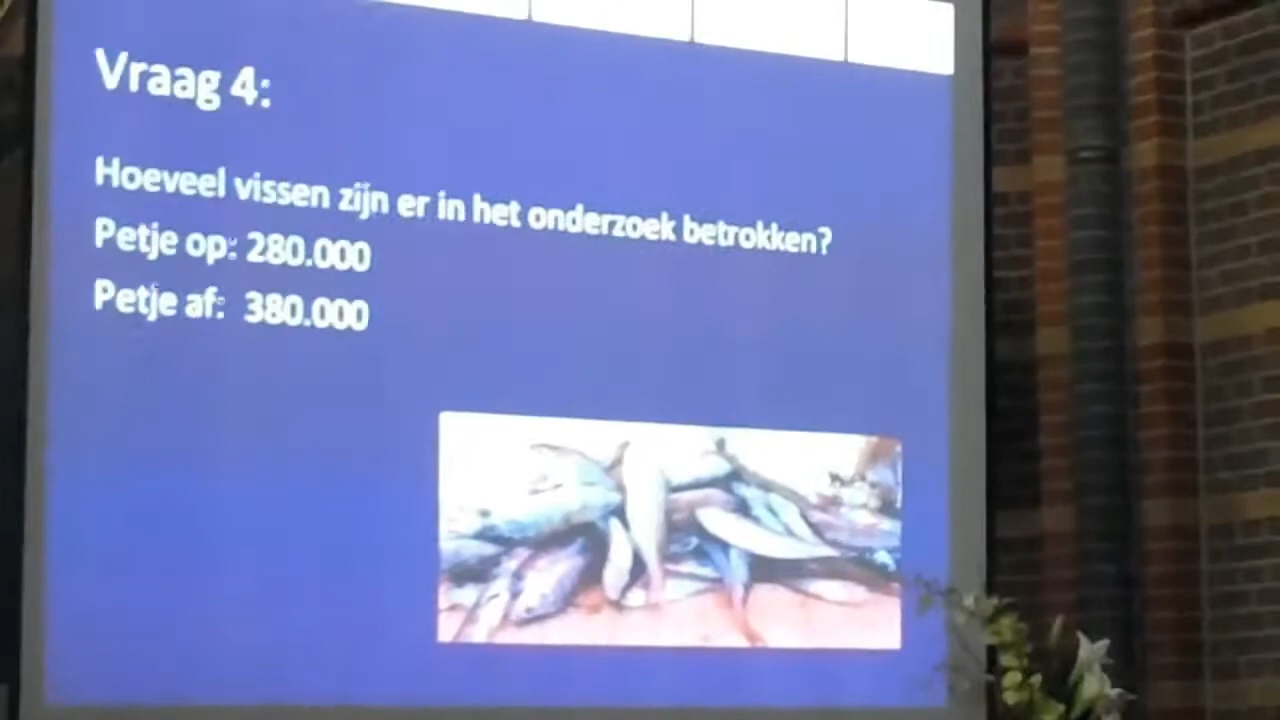 Vraag 4:
Hoeveel vissen zijn er in het onderzoek betrokken?
Petje op: 280.000
Petje af: 380.000